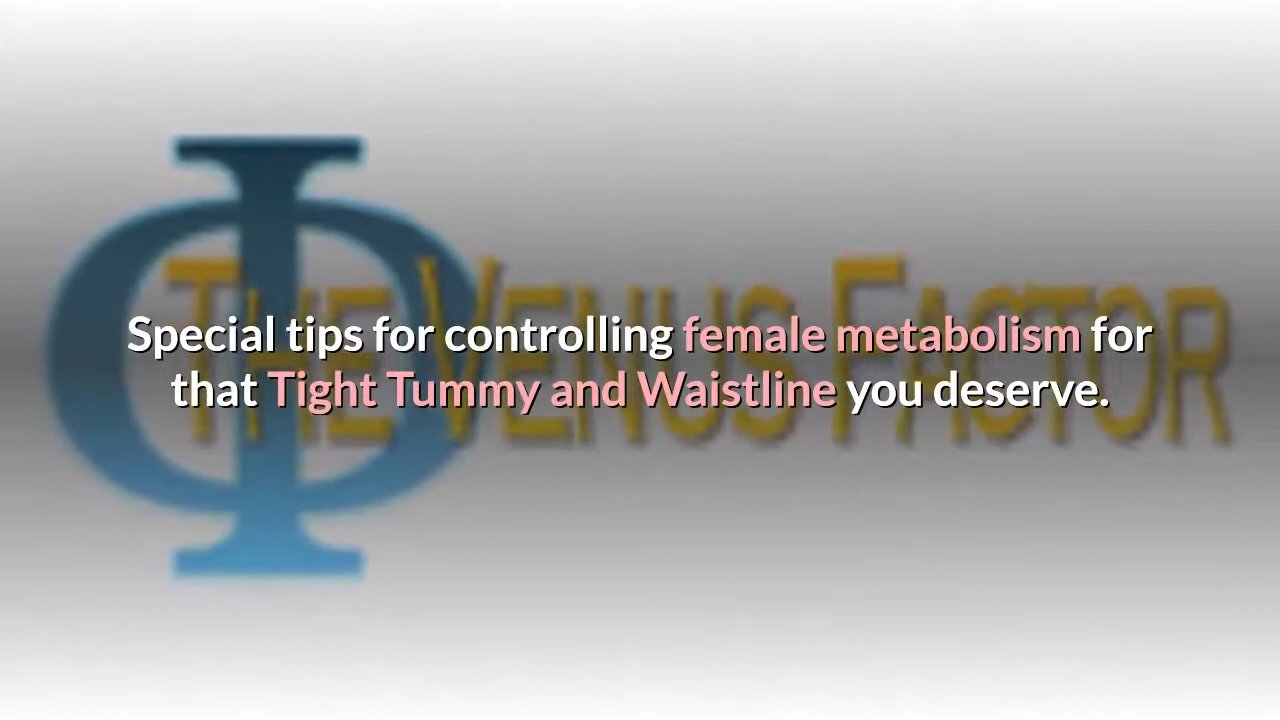 THE VENUS FACTOR
Special tips for controlling female metabolism for
that Tight Tummy and Waistline you deserve.